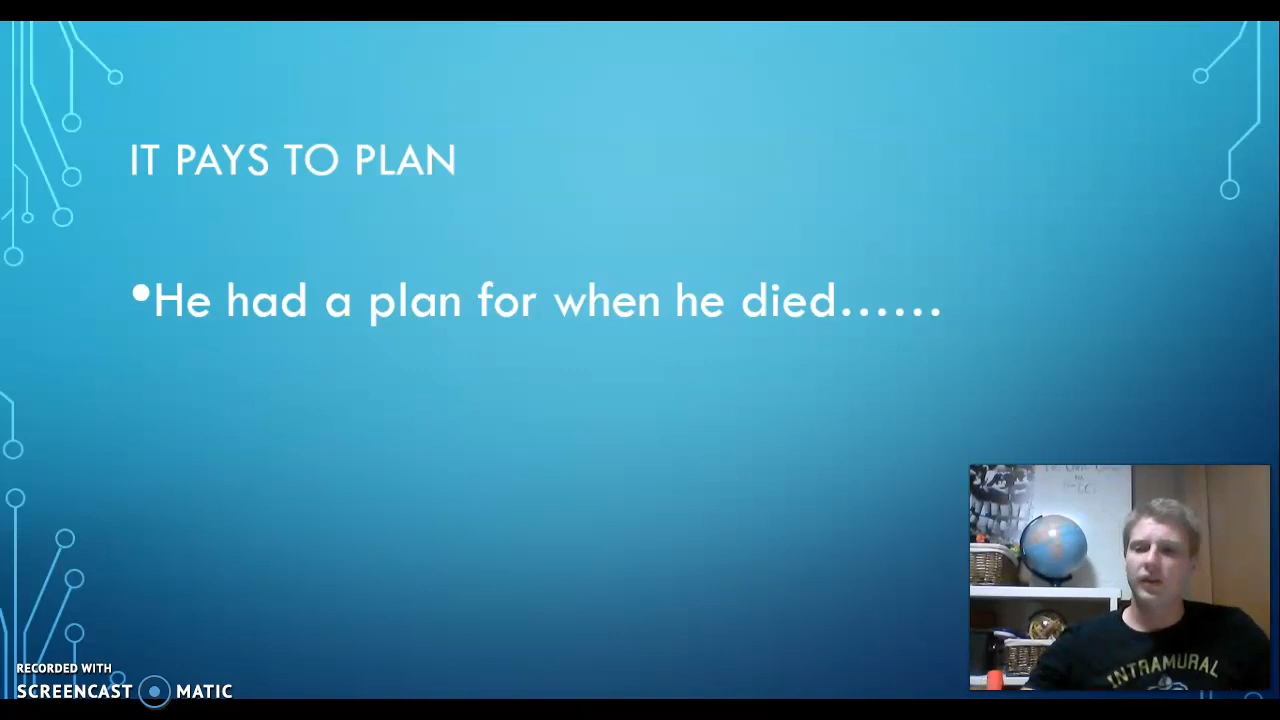 IT PAYS TO PLAN
•He had a plan for when he died......
INTRAMURAL
RECORDED WITH
SCREENCAST MATIC